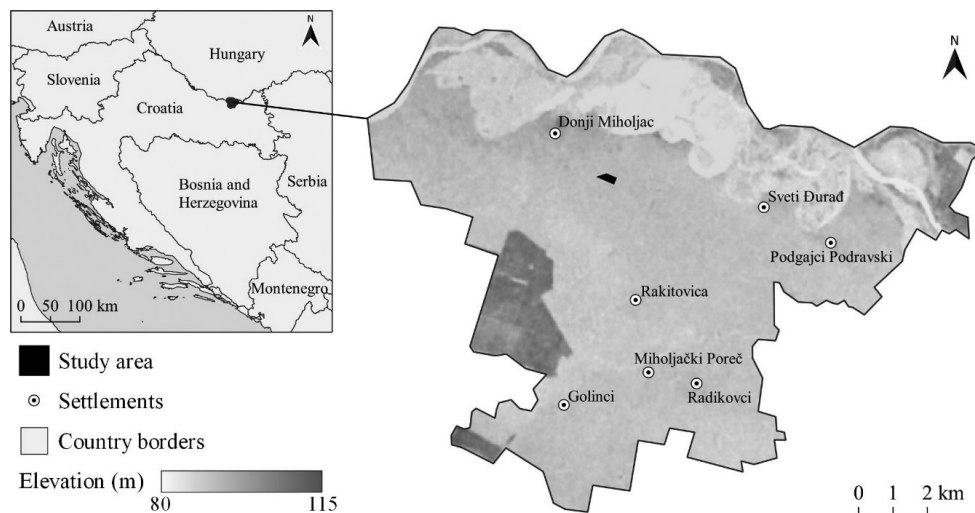 Austria
N
Hungary
Slovenia
Croatia
Bosnia and
Herzegovina
Serbia
Montenegro
0 50 100 km
Study area
Settlements
Country borders
Elevation (m)
80
115
N
Donji Miholjac
Sveti Đurađ
Podgajci Podravski
Rakitovica
Miholjački Poreč
Golinci
Radikovci
0 1 2 km